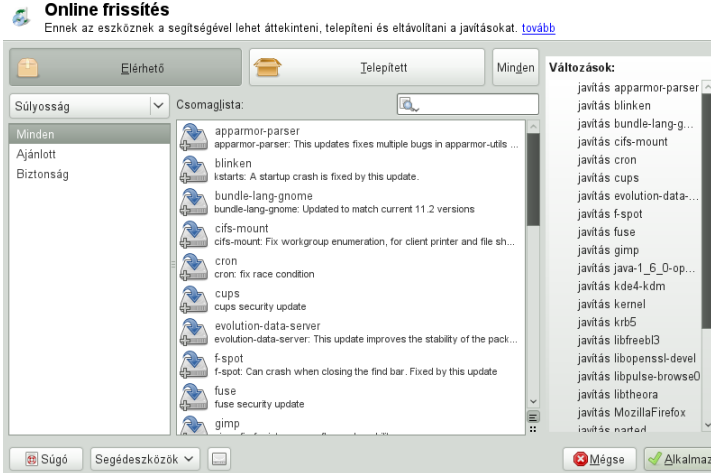 Online frissítés
Ennek az eszköznek a segítségével lehet áttekinteni, telepíteni és eltávolítani a javításokat. tovább
Elérhető
Telepített
Minden
Súlyosság
Minden
Ajánlott
Biztonság
Csomaglista:
apparmor-parser
apparmor-parser: This updates fixes multiple bugs in apparmor-utils ...
blinken
kstarts: A startup crash is fixed by this update.
bundle-lang-gnome
bundle-lang-gnome: Updated to match current 11.2 versions
cifs-mount
cifs-mount: Fix workgroup enumeration, for client printer and file sh...
cron
cron: fix race condition
cups
cups security update
evolution-data-server
evolution-data-server: This update improves the stability of the pack...
f-spot
f-spot: Can crash when closing the find bar. Fixed by this update
fuse
fuse security update
gimp
Változások:
javítás apparmor-parser
javítás blinken
javítás bundle-lang-g...
javítás cifs-mount
javítás cron
javítás cups
javítás evolution-data-...
javítás f-spot
javítás fuse
javítás gimp
javítás java-1_6_0-op...
javítás kde4-kdm
javítás kernel
javítás krb5
javítás libfreebl3
javítás libopenssl-devel
javítás libpulse-browse0
javítás libtheora
javítás MozillaFirefox
javítás parted
Súgó
Segédeszközök
Mégse
Alkalmaz